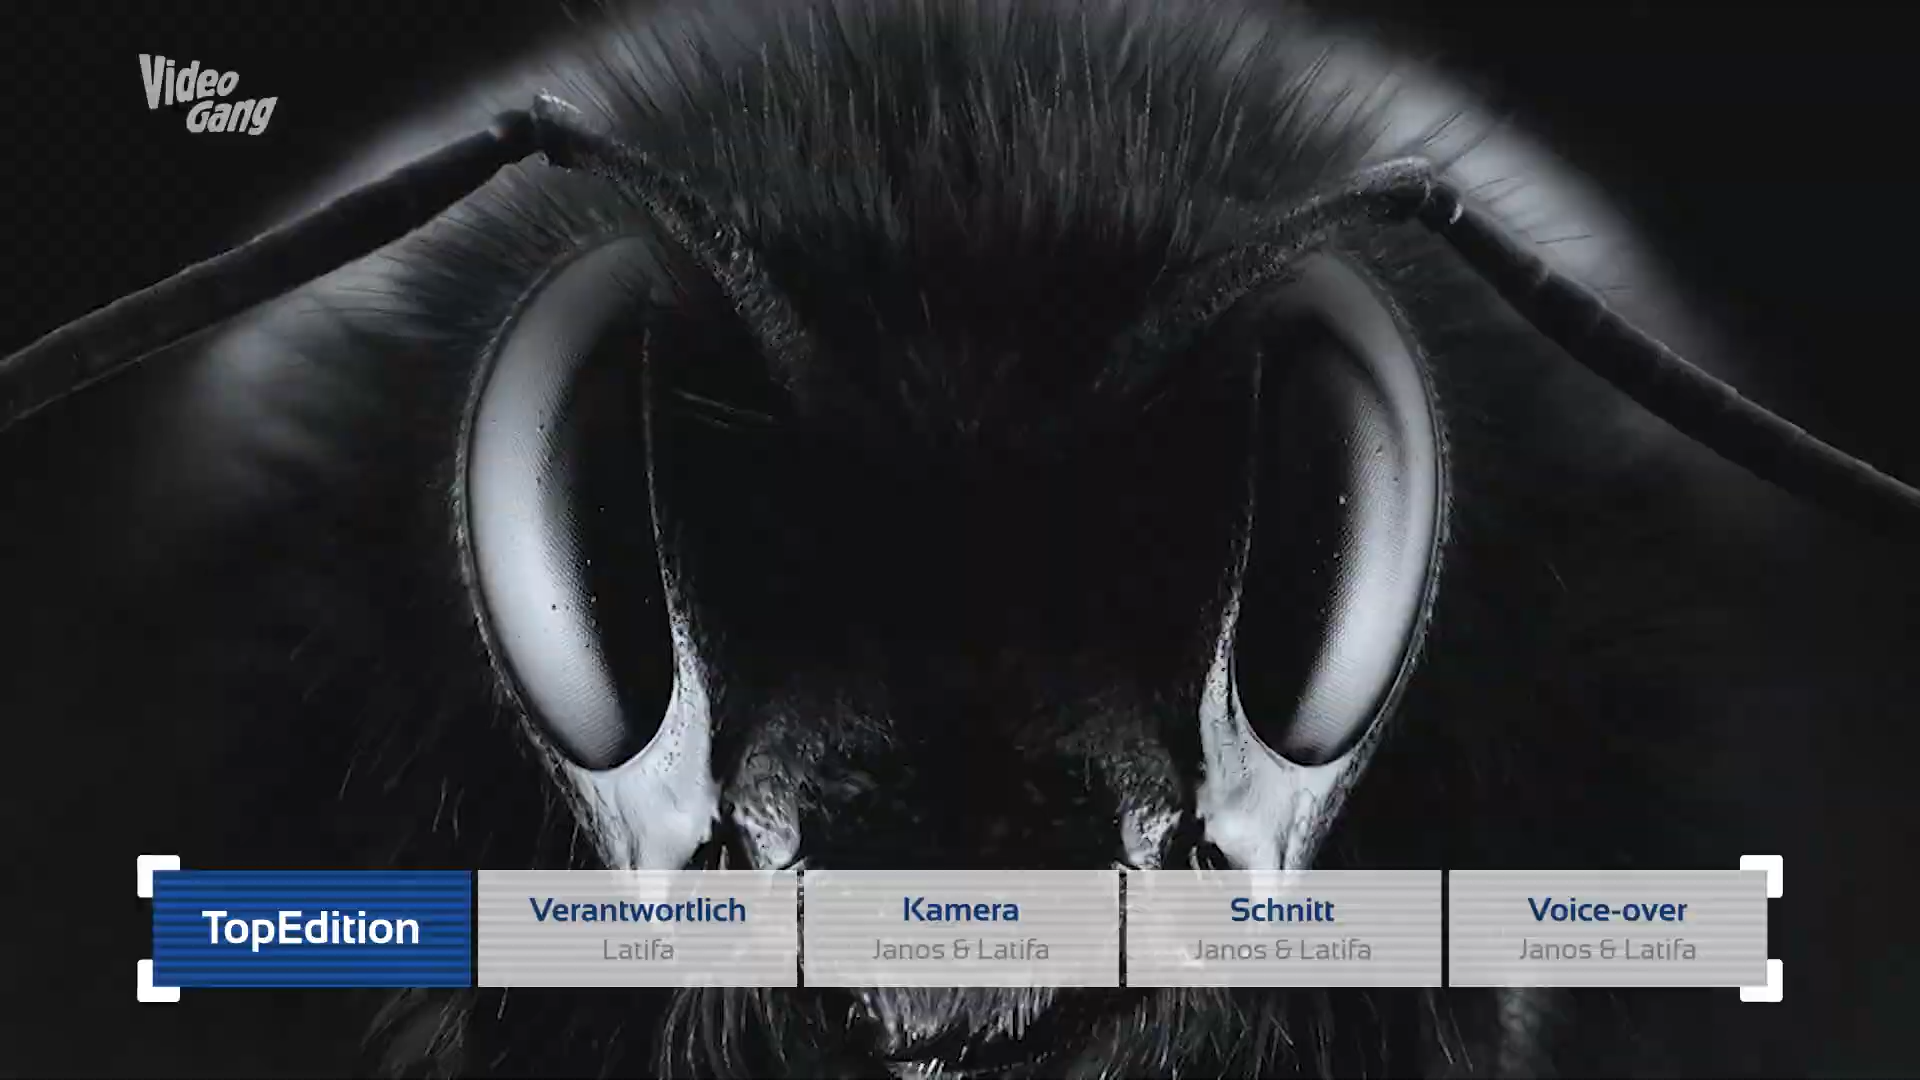 Video
Gang
TopEdition
Verantwortlich
Latifa
Kamera
Janos & Latifa
Schnitt
Janos & Latifa
Voice-over
Janos & Latifa